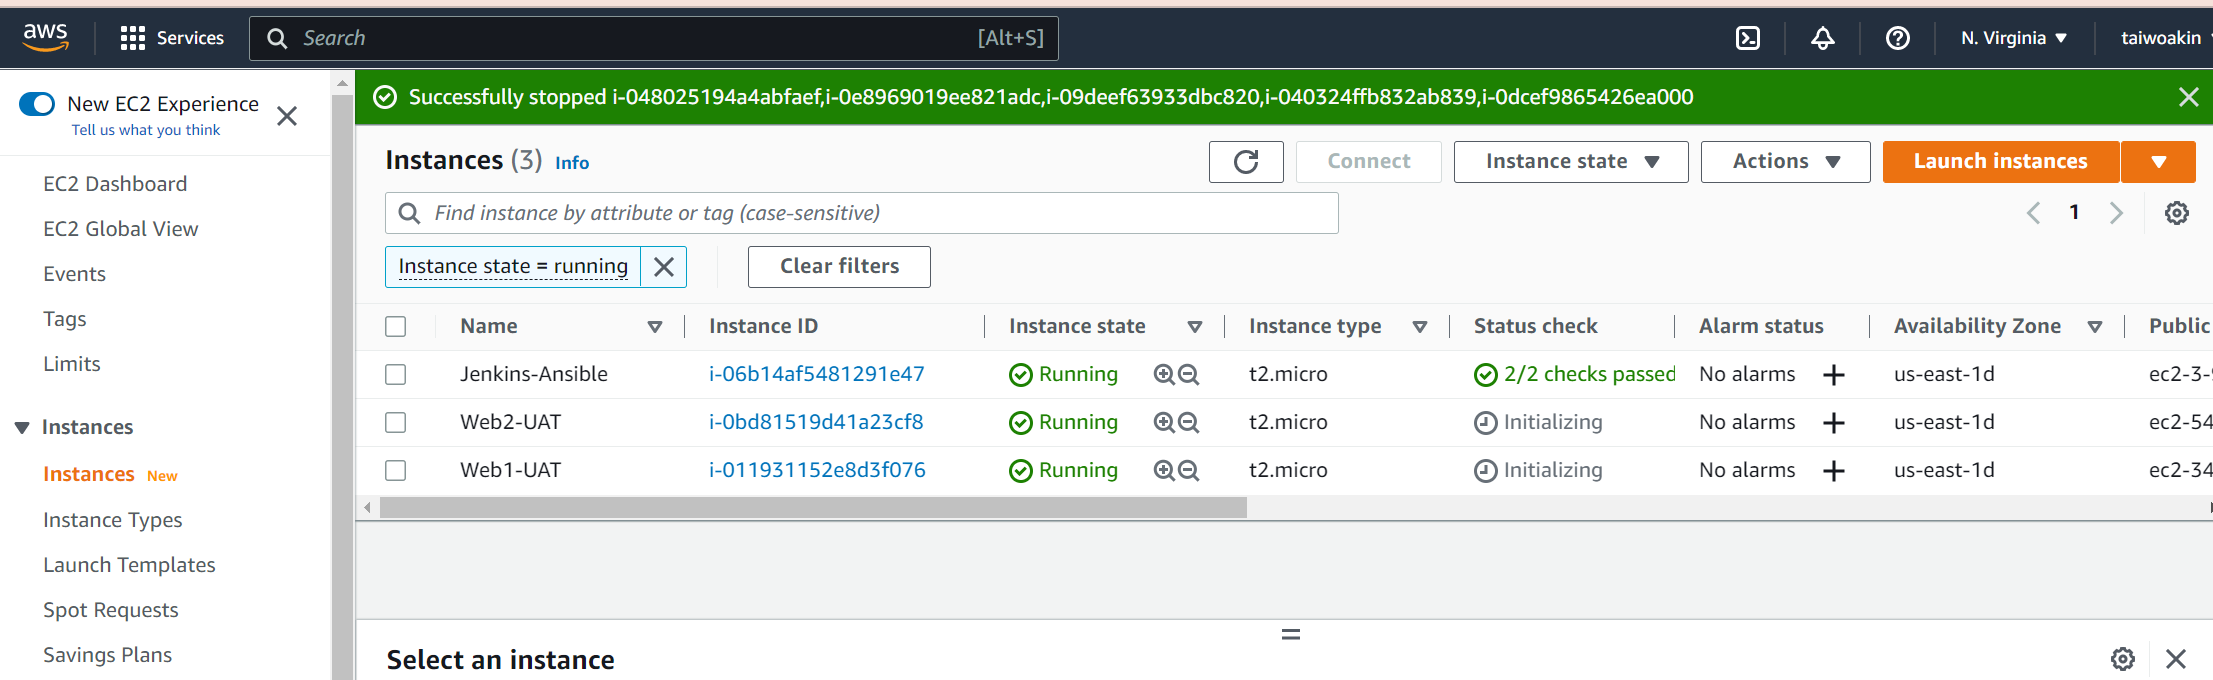 aws Services Search [Alt+S] N. Virginia taiwoakin
New EC2 Experience
Tell us what you think
EC2 Dashboard
EC2 Global View
Events
Tags
Limits
Instances
Instances New
Instance Types
Launch Templates
Spot Requests
Savings Plans
Successfully stopped i-048025194a4abfaef,i-0e8969019ee821adc,i-09deef63933dbc820,i-040324ffb832ab839,i-0dcef9865426ea000
Instances (3) Info Connect Instance state Actions Launch instances
Find instance by attribute or tag (case-sensitive) 1
Instance state = running Clear filters
Name Instance ID Instance state Instance type Status check Alarm status Availability Zone Public
Jenkins-Ansible i-06b14af5481291e47 Running t2.micro 2/2 checks passed No alarms us-east-1d ec2-3-9
Web2-UAT i-0bd81519d41a23cf8 Running t2.micro Initializing No alarms us-east-1d ec2-54
Web1-UAT i-011931152e8d3f076 Running t2.micro Initializing No alarms us-east-1d ec2-34
Select an instance